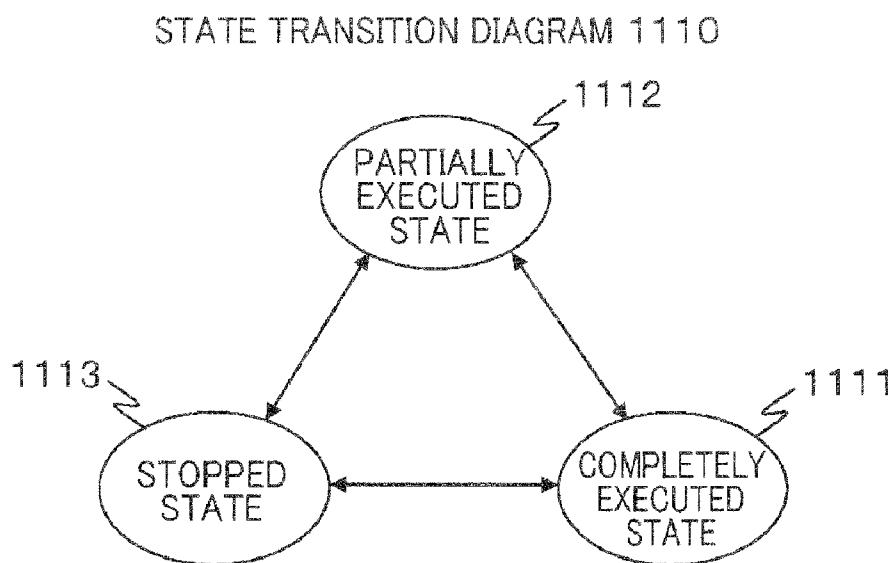 STATE TRANSITION DIAGRAM 1110
1112
PARTIALLY
EXECUTED
STATE
1113
1111
STOPPED
STATE
COMPLETELY
EXECUTED
STATE